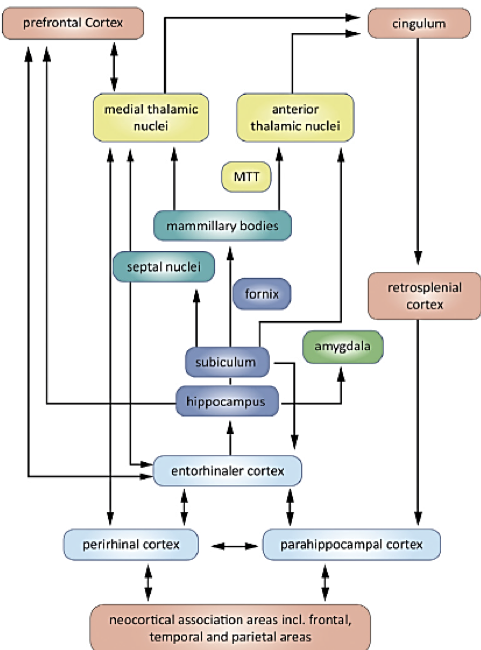 prefrontal Cortex
cingulum
medial thalamic
nuclei
anterior
thalamic nuclei
MTT
mammillary bodies
septal nuclei
fornix
retrosplenial
cortex
subiculum
amygdala
hippocampus
entorhinaler cortex
perirhinal cortex
parahippocampal cortex
neocortical association areas incl. frontal,
temporal and parietal areas